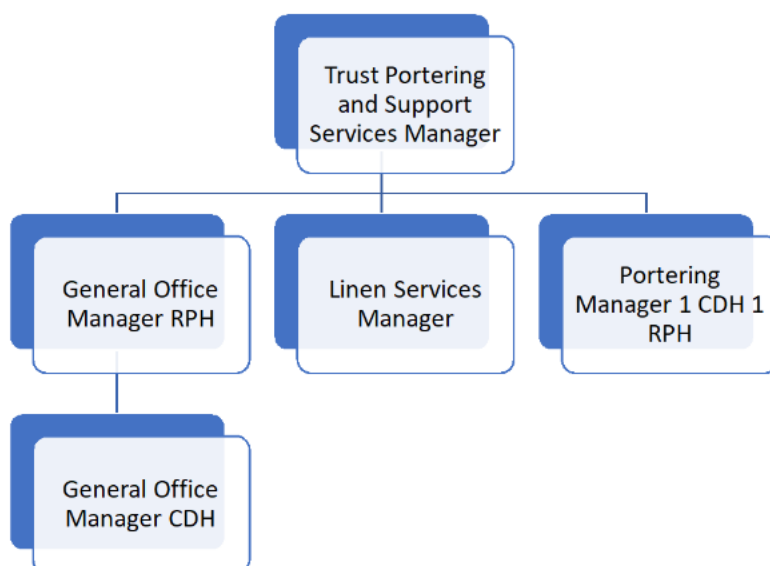 Trust Portering
and Support
Services Manager
General Office
Manager RPH
Linen Services
Manager
Portering
Manager 1 CDH 1
RPH
General Office
Manager CDH